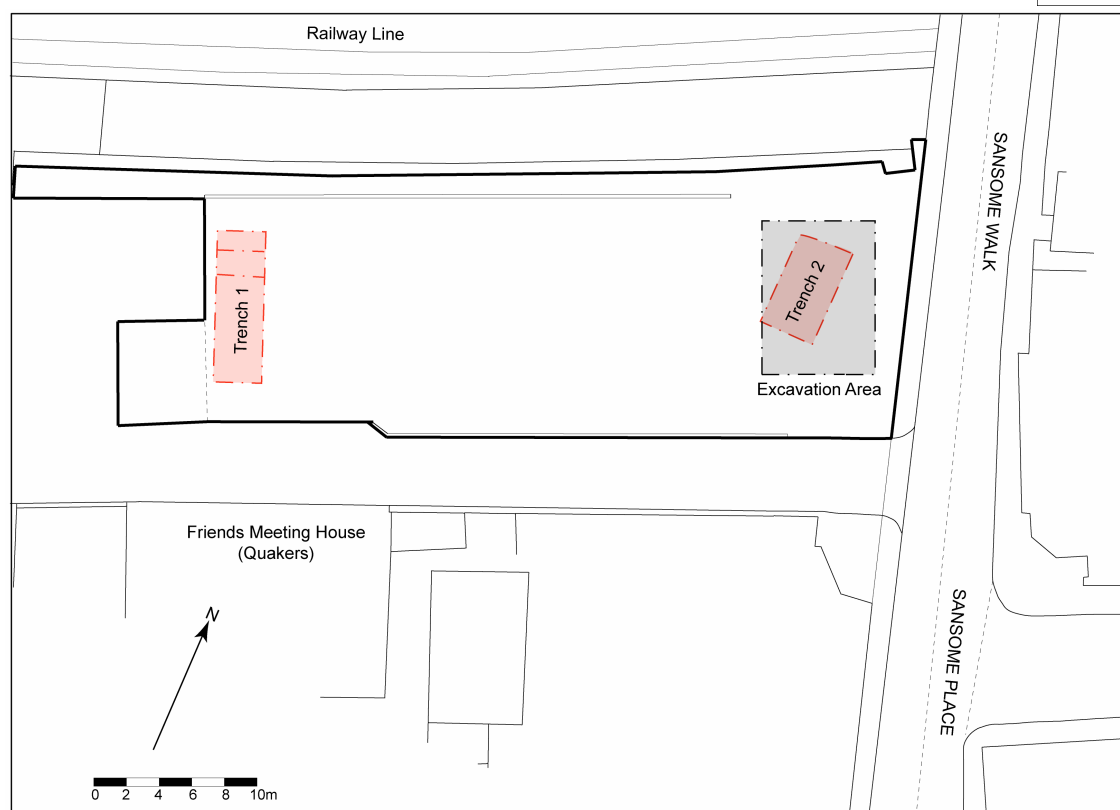 Railway Line
SANSOME WALK
Trench 1
Trench 2
Excavation Area
Friends Meeting House
(Quakers)
N
SANSOME PLACE
0 2 4 6 8 10m